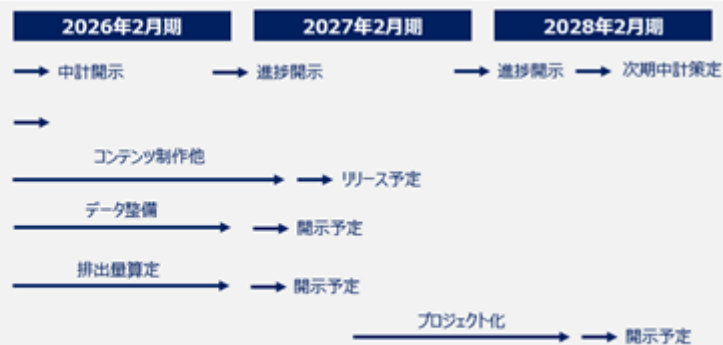 2026年2月期 2027年2月期 2028年2月期
中計開示 進捗開示 進捗開示 次期中計策定
コンテンツ制作他
リリース予定
データ整備
開示予定
排出量算定
開示予定
プロジェクト化
開示予定